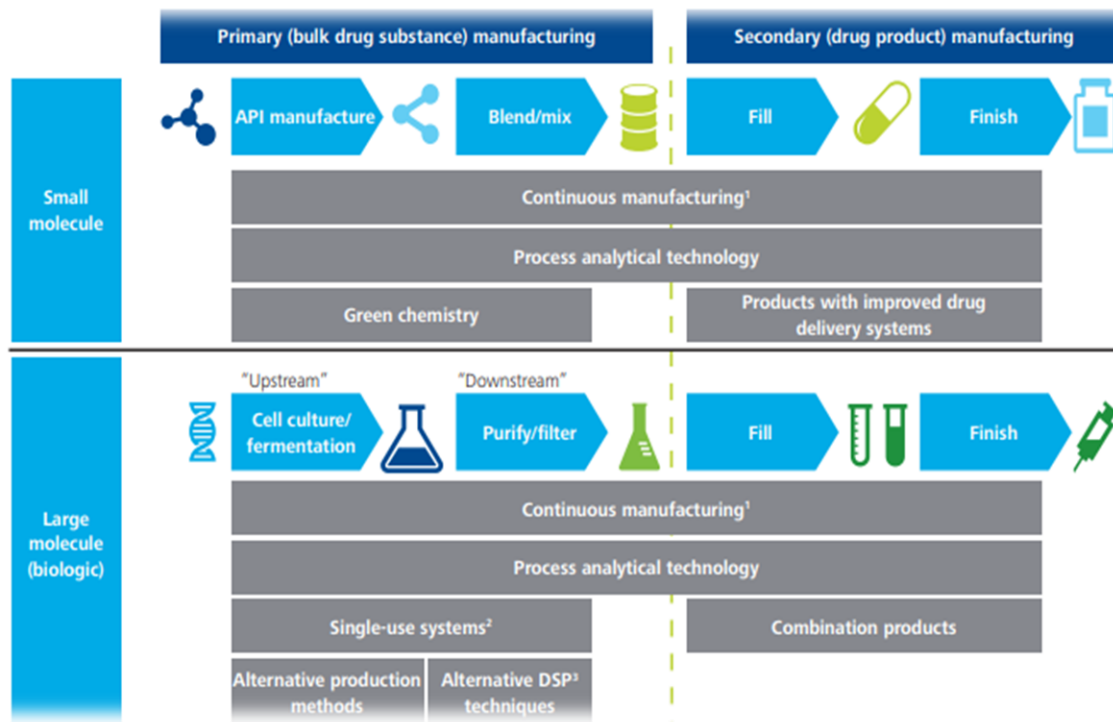 Primary (bulk drug substance) manufacturing
Secondary (drug product) manufacturing
Small
molecule
API manufacture
Blend/mix
Fill
Finish
Continuous manufacturing¹
Process analytical technology
Green chemistry
Products with improved drug
delivery systems
Large
molecule
(biologic)
"Upstream"
"Downstream"
Cell culture/
fermentation
Purify/filter
Fill
Finish
Continuous manufacturing¹
Process analytical technology
Single-use systems²
Combination products
Alternative production
methods
Alternative DSP³
techniques